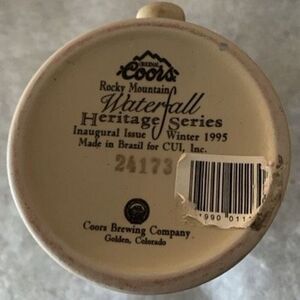 Coors
Rocky Mountain
Waterfall
Heritage Series
Inaugural Issue Winter 1995
Made in Brazil for CUI, Inc.
24173
Coors Brewing Company
Golden, Colorado